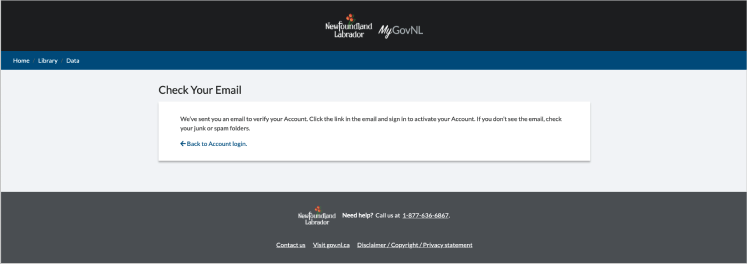 Newfoundland
Labrador
MyGovNL
Home / Library / Data
Check Your Email
We've sent you an email to verify your Account. Click the link in the email and sign in to activate your Account. If you don't see the email, check
your junk or spam folders.
Back to Account login.
Newfoundland
Labrador
Need help? Call us at 1-877-636-6867.
Contact us Visit gov.nl.ca Disclaimer / Copyright / Privacy statement